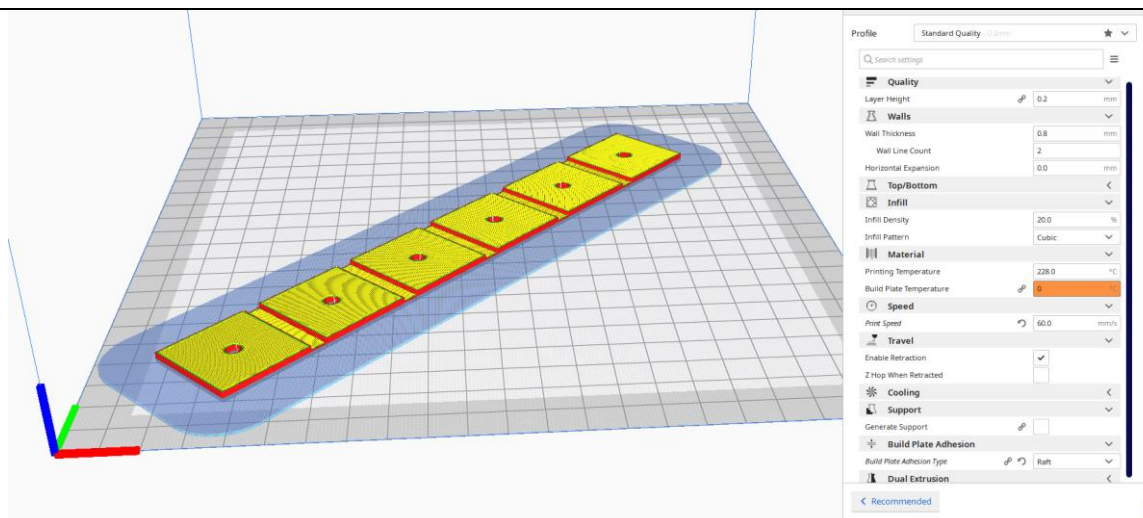 Profile Standard Quality - 0.2mm
Search settings
Quality
Layer Height 0.2 mm
Walls
Wall Thickness 0.8 mm
Wall Line Count 2
Horizontal Expansion 0.0 mm
Top/Bottom
Infill
Infill Density 20.0 %
Infill Pattern Cubic
Material
Printing Temperature 228.0 °C
Build Plate Temperature 0 °C
Speed
Print Speed 60.0 mm/s
Travel
Enable Retraction
Z Hop When Retracted
Cooling
Support
Generate Support
Build Plate Adhesion
Build Plate Adhesion Type Raft
Dual Extrusion
Recommended